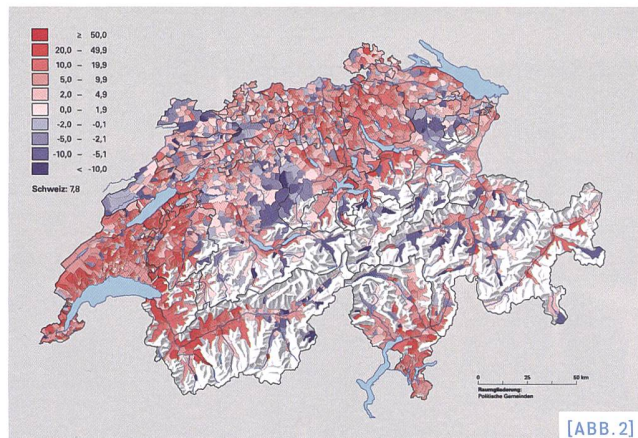 ≥ 50,0
20,0 – 49,9
10,0 – 19,9
5,0 – 9,9
2,0 – 4,9
0,0 – 1,9
-2,0 – -0,1
-5,0 – -2,1
-10,0 – -5,1
< -10,0
Schweiz: 7,8
0 25 50 km
Raumgliederung:
Politische Gemeinden
[ABB.2]